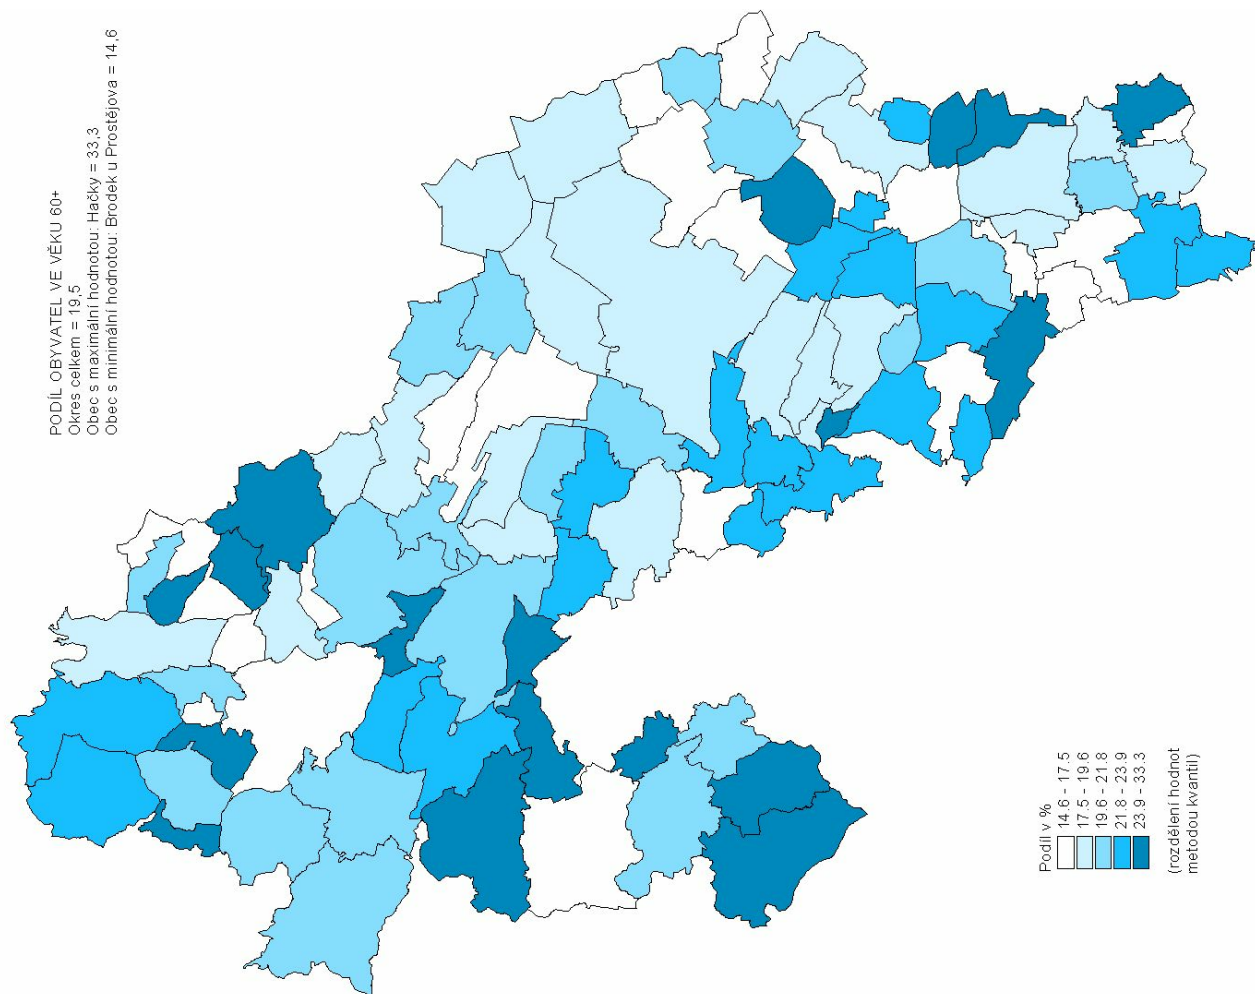 PODÍL OBYVATEL VE VĚKU 60+
Okres celkem = 19,5
Obec s maximální hodnotou: Hačky = 33,3
Obec s minimální hodnotou: Brodek u Prostějova = 14,6
Podíl v %
14.6 - 17.5
17.5 - 19.6
19.6 - 21.8
21.8 - 23.9
23.9 - 33.3
(rozdělení hodnot
metodou kvantil)